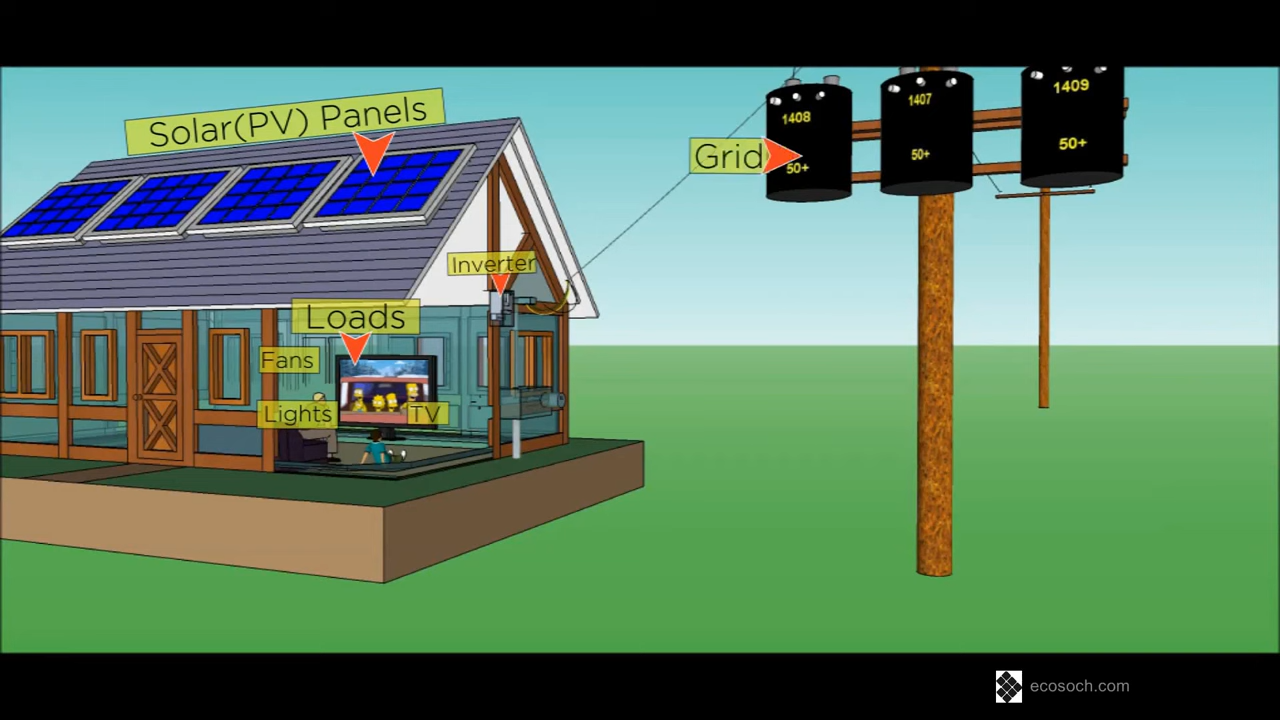 Solar(PV) Panels
1408
50+
1407
50+
1409
50+
Grid
Inverter
Loads
Fans
Lights
TV
ecosoch.com